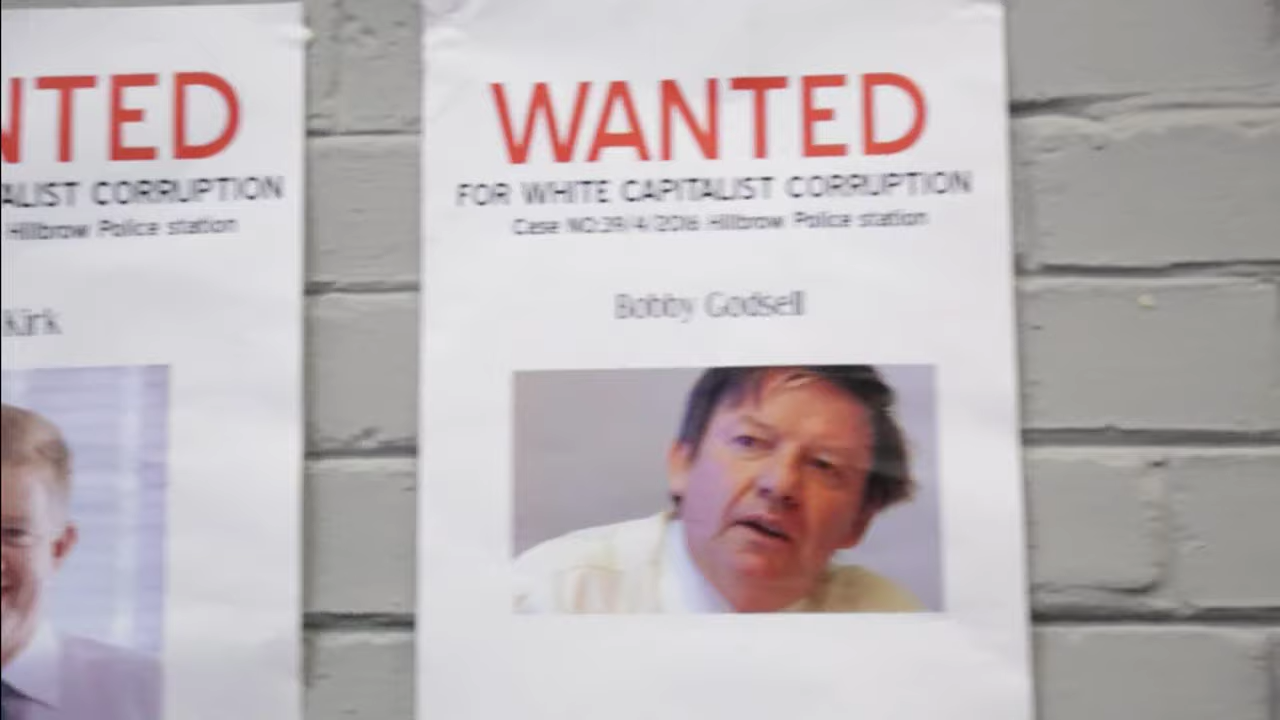 NTED
ALIST CORRUPTION
Hillbrow Police station
Kirk
WANTED
FOR WHITE CAPITALIST CORRUPTION
Case NO:39/4/2016 Hillbrow Police station
Bobby Godsell